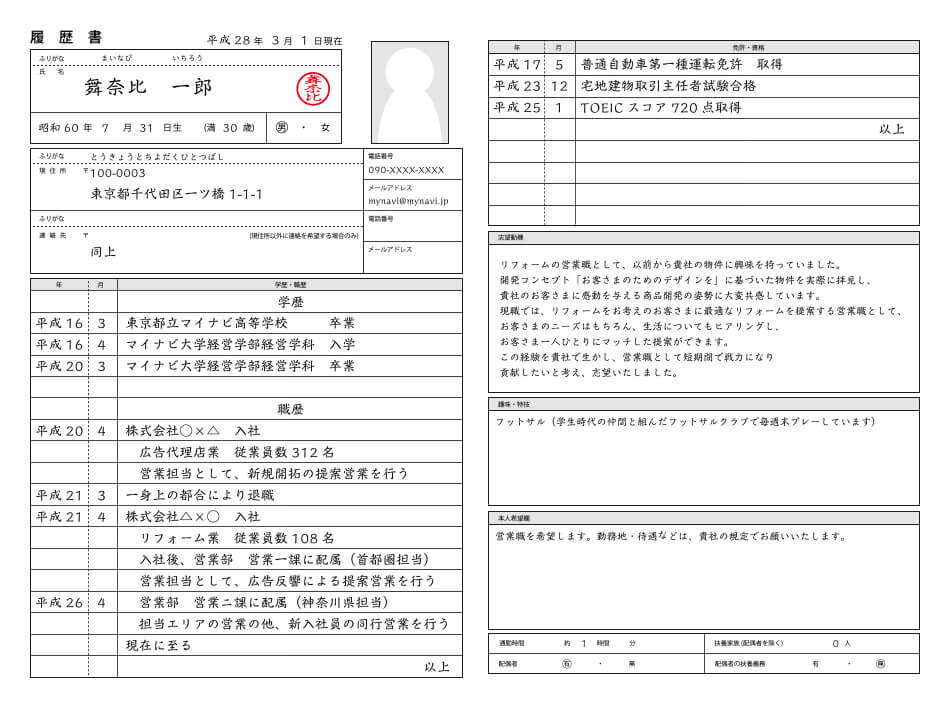 履歴書
平成 28 年 3 月 1 日現在
ふりがな まいなび いちろう
氏名 舞奈比 一郎
舞奈比
昭和 60 年 7 月 31 日生 (満 30 歳) 男 ・ 女
ふりがな とうきょうとちよだくひとつばし
現住所 〒100-0003
東京都千代田区一ツ橋 1-1-1
電話番号
090-XXXX-XXXX
メールアドレス
mynavi@mynavi.jp
ふりがな
連絡先 〒 (現住所以外に連絡を希望する場合のみ)
同上
電話番号
メールアドレス
年 月 学歴・職歴
学歴
平成 16 3 東京都立マイナビ高等学校 卒業
平成 16 4 マイナビ大学経営学部経営学科 入学
平成 20 3 マイナビ大学経営学部経営学科 卒業
職歴
平成 20 4 株式会社○×△ 入社
広告代理店業 従業員数 312 名
営業担当として、新規開拓の提案営業を行う
平成 21 3 一身上の都合により退職
平成 21 4 株式会社△×○ 入社
リフォーム業 従業員数 108 名
入社後、営業部 営業一課に配属（首都圏担当）
営業担当として、広告反響による提案営業を行う
平成 26 4 営業部 営業二課に配属（神奈川県担当）
担当エリアの営業の他、新入社員の同行営業を行う
現在に至る
以上
年 月 免許・資格
平成 17 5 普通自動車第一種運転免許 取得
平成 23 12 宅地建物取引主任者試験合格
平成 25 1 TOEIC スコア 720 点取得
以上
志望動機
リフォームの営業職として、以前から貴社の物件に興味を持っていました。
開発コンセプト「お客さまのためのデザインを」に基づいた物件を実際に拝見し、
貴社のお客さまに感動を与える商品開発の姿勢に大変共感しています。
現職では、リフォームをお考えのお客さまに最適なリフォームを提案する営業職として、
お客さまのニーズはもちろん、生活についてもヒアリングし、
お客さま一人ひとりにマッチした提案ができます。
この経験を貴社で生かし、営業職として短期間で戦力になり
貢献したいと考え、志望いたしました。
趣味・特技
フットサル（学生時代の仲間と組んだフットサルクラブで毎週末プレーしています）
本人希望欄
営業職を希望します。勤務地・待遇などは、貴社の規定でお願いいたします。
通勤時間 約 1 時間 分 扶養家族 (配偶者を除く) 0 人
配偶者 有 ・ 無 配偶者の扶養義務 有 ・ 無